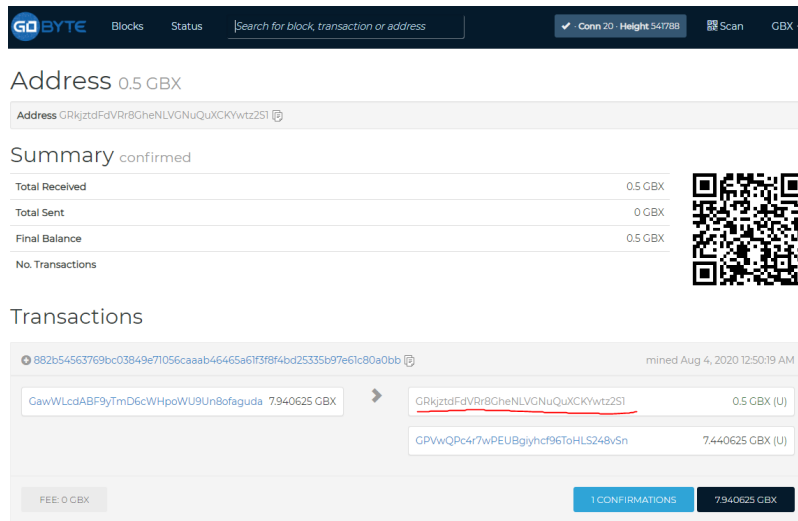 GOBYTE Blocks Status Search for block, transaction or address ✔ · Conn 20 · Height 541788 Scan GBX
Address 0.5 GBX
Address GRkjztdFdVRr8GheNLVGNuQuXCKYwtz2S1
Summary confirmed
Total Received 0.5 GBX
Total Sent 0 GBX
Final Balance 0.5 GBX
No. Transactions
Transactions
882b54563769bc03849e71056caaab46465a61f3f8f4bd25335b97e61c80a0bb mined Aug 4, 2020 12:50:19 AM
GawWLcdABF9yTmD6cWHpoWU9Un8ofaguda 7.940625 GBX GRkjztdFdVRr8GheNLVGNuQuXCKYwtz2S1 0.5 GBX (U)
GPVwQPc4r7wPEUBgiyhcf96ToHLS248vSn 7.440625 GBX (U)
FEE: 0 GBX 1 CONFIRMATIONS 7.940625 GBX